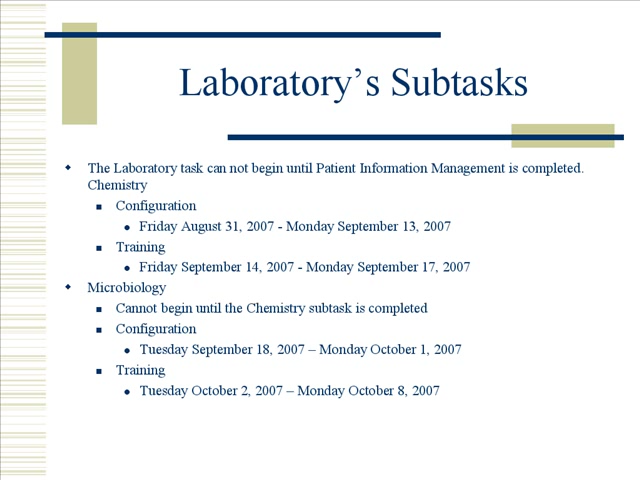 Laboratory’s Subtasks
The Laboratory task can not begin until Patient Information Management is completed.
Chemistry
Configuration
Friday August 31, 2007 - Monday September 13, 2007
Training
Friday September 14, 2007 - Monday September 17, 2007
Microbiology
Cannot begin until the Chemistry subtask is completed
Configuration
Tuesday September 18, 2007 – Monday October 1, 2007
Training
Tuesday October 2, 2007 – Monday October 8, 2007